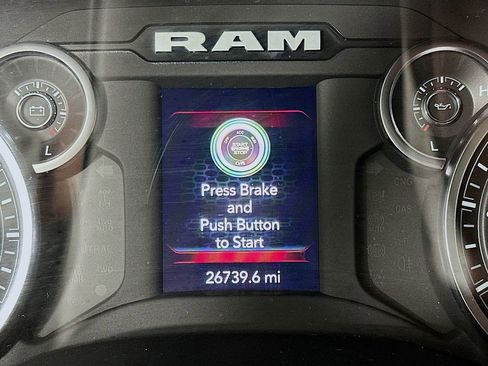 RAM
H
L
L
START
ENGINE
STOP
Press Brake
and
Push Button
to Start
26739.6 mi